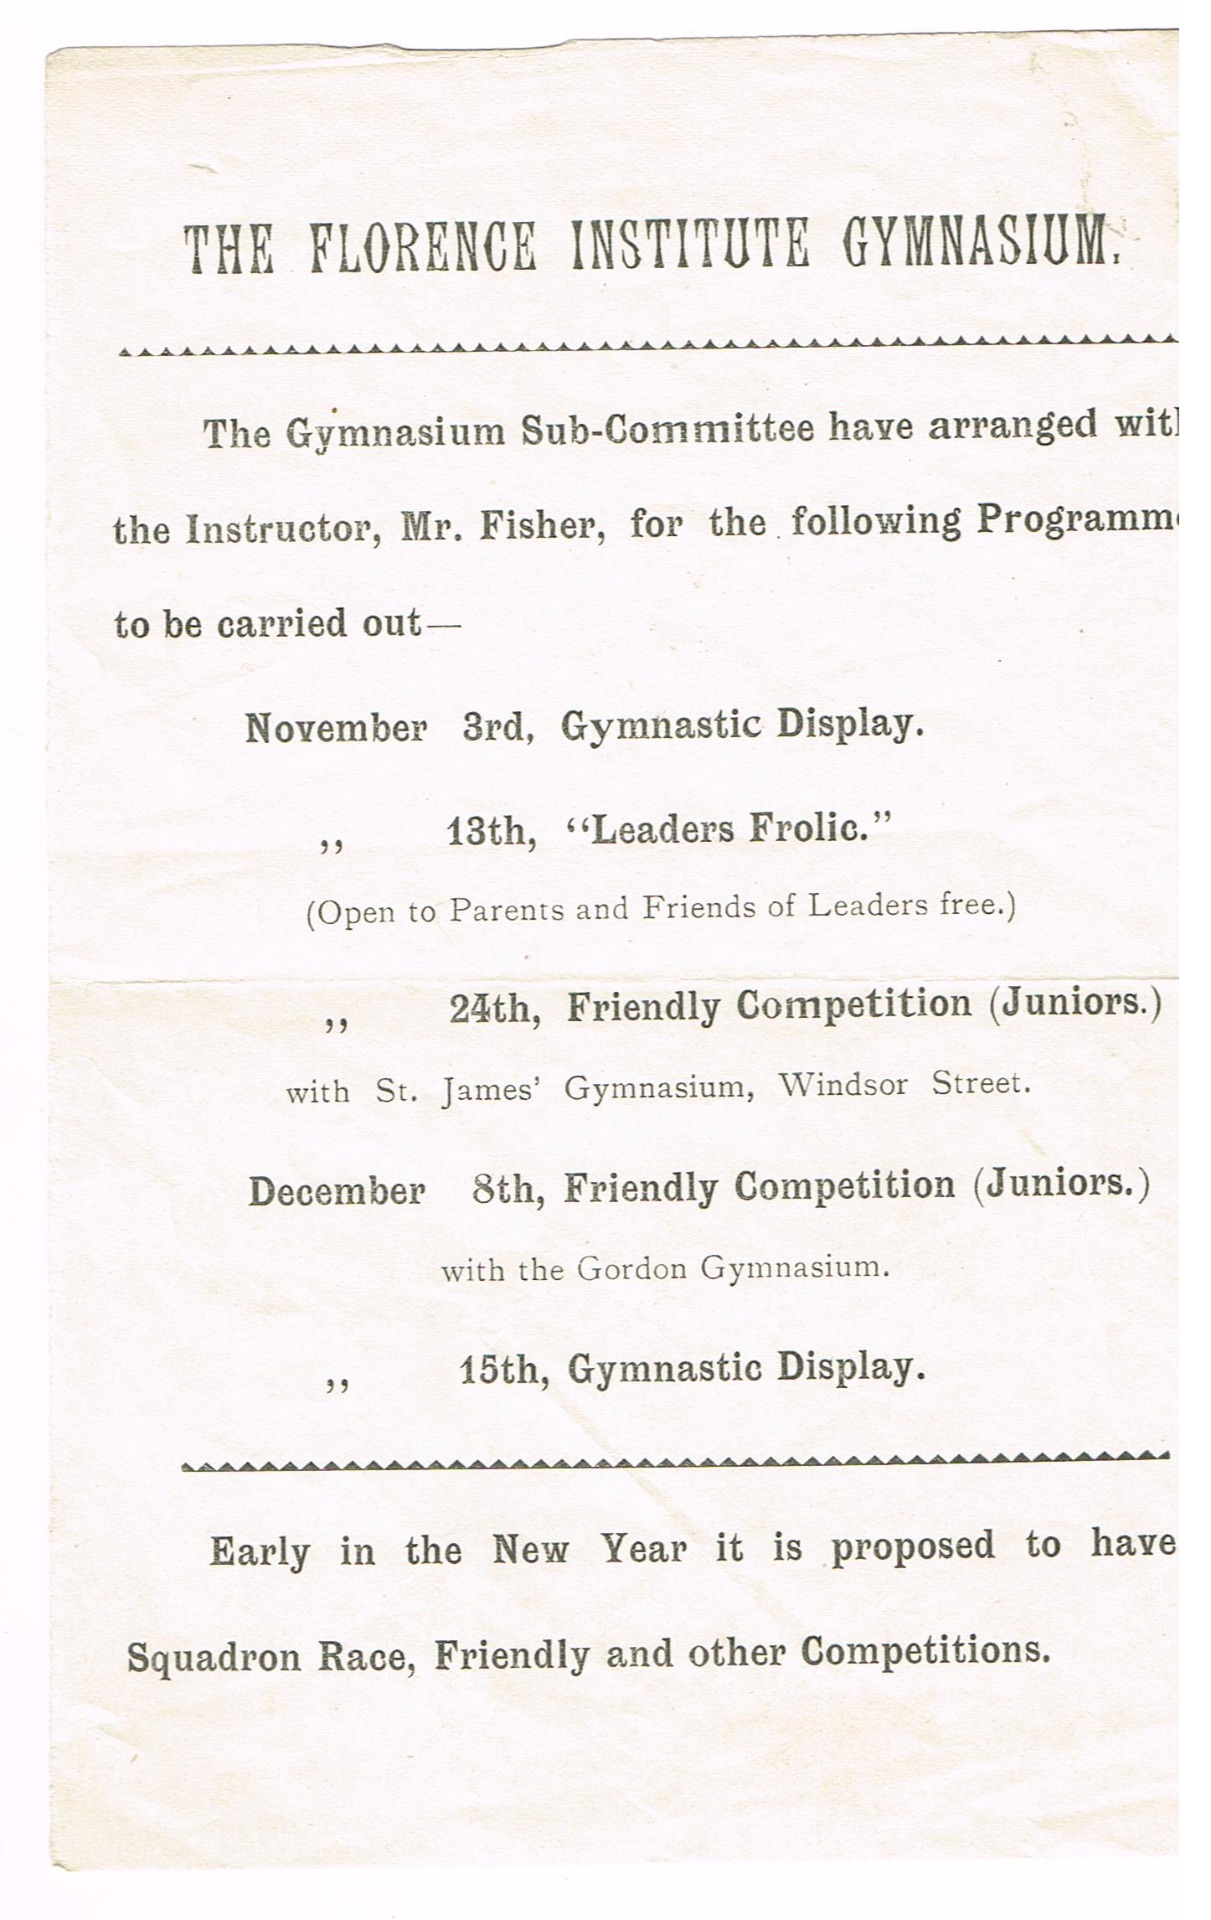 THE FLORENCE INSTITUTE GYMNASIUM.
The Gymnasium Sub-Committee have arranged with
the Instructor, Mr. Fisher, for the following Programme
to be carried out—
November 3rd, Gymnastic Display.
„ 13th, “Leaders Frolic.”
(Open to Parents and Friends of Leaders free.)
„ 24th, Friendly Competition (Juniors.)
with St. James’ Gymnasium, Windsor Street.
December 8th, Friendly Competition (Juniors.)
with the Gordon Gymnasium.
„ 15th, Gymnastic Display.
Early in the New Year it is proposed to have
Squadron Race, Friendly and other Competitions.